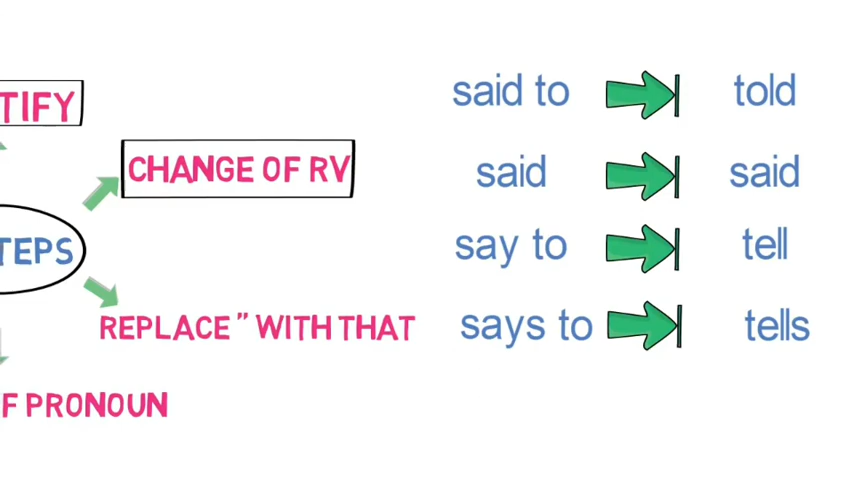 TIFY
CHANGE OF RV
TEPS
REPLACE " WITH THAT
F PRONOUN
said to told
said said
say to tell
says to tells